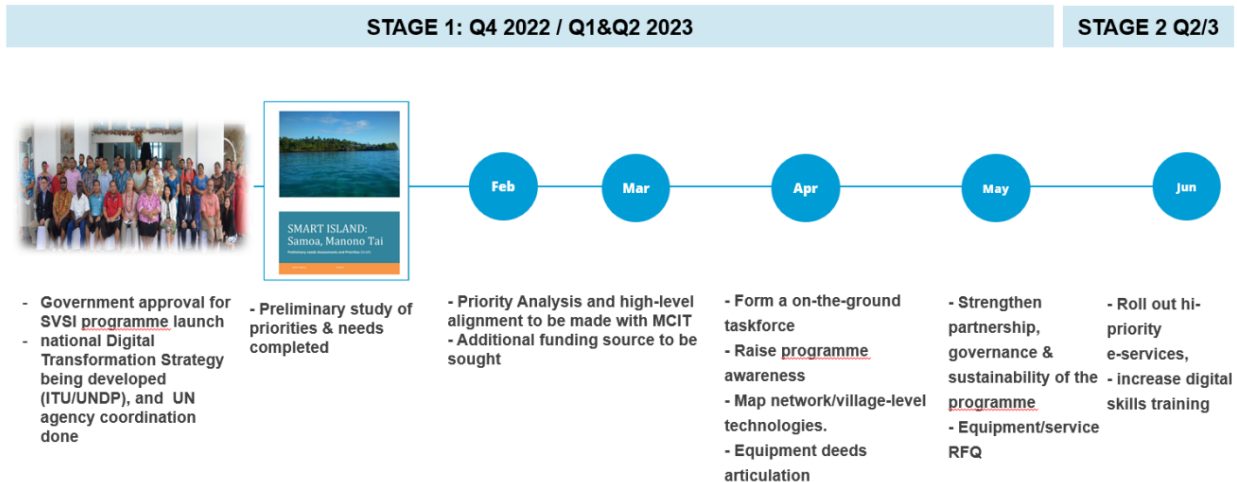 STAGE 1: Q4 2022 / Q1&Q2 2023
STAGE 2 Q2/3
SMART ISLAND:
Samoa, Manono Tai
Feb
Mar
Apr
May
Jun
- Government approval for
SVSI programme launch
- national Digital
Transformation Strategy
being developed
(ITU/UNDP), and UN
agency coordination
done
- Preliminary study of
priorities & needs
completed
- Priority Analysis and high-level
alignment to be made with MCIT
- Additional funding source to be
sought
- Form a on-the-ground
taskforce
- Raise programme
awareness
- Map network/village-level
technologies.
- Equipment deeds
articulation
- Strengthen
partnership,
governance &
sustainability of the
programme
- Equipment/service
RFQ
- Roll out hi-
priority
e-services,
- increase digital
skills training